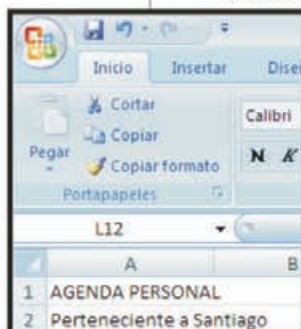 Inicio Insertar
Cortar
Copiar
Copiar formato
Pegar
Portapapeles
Calibri
N K
L12
A B
1 AGENDA PERSONAL
2 Perteneciente a Santiago